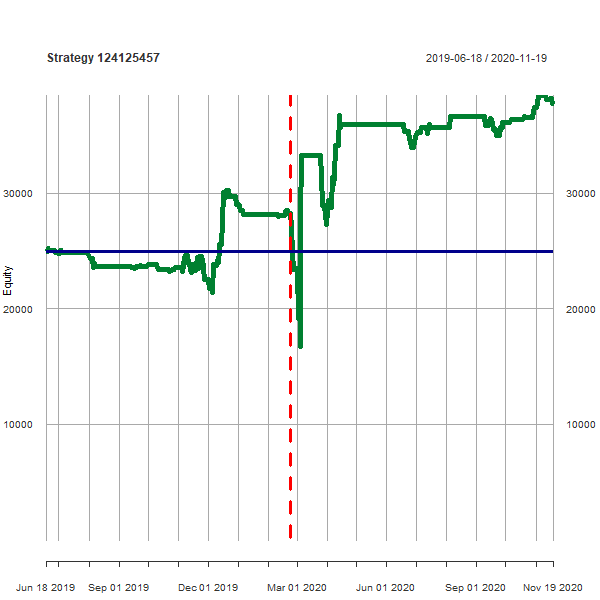 Strategy 124125457 2019-06-18 / 2020-11-19
30000 30000
Equity
20000 20000
10000 10000
Jun 18 2019 Sep 01 2019 Dec 01 2019 Mar 01 2020 Jun 01 2020 Sep 01 2020 Nov 19 2020